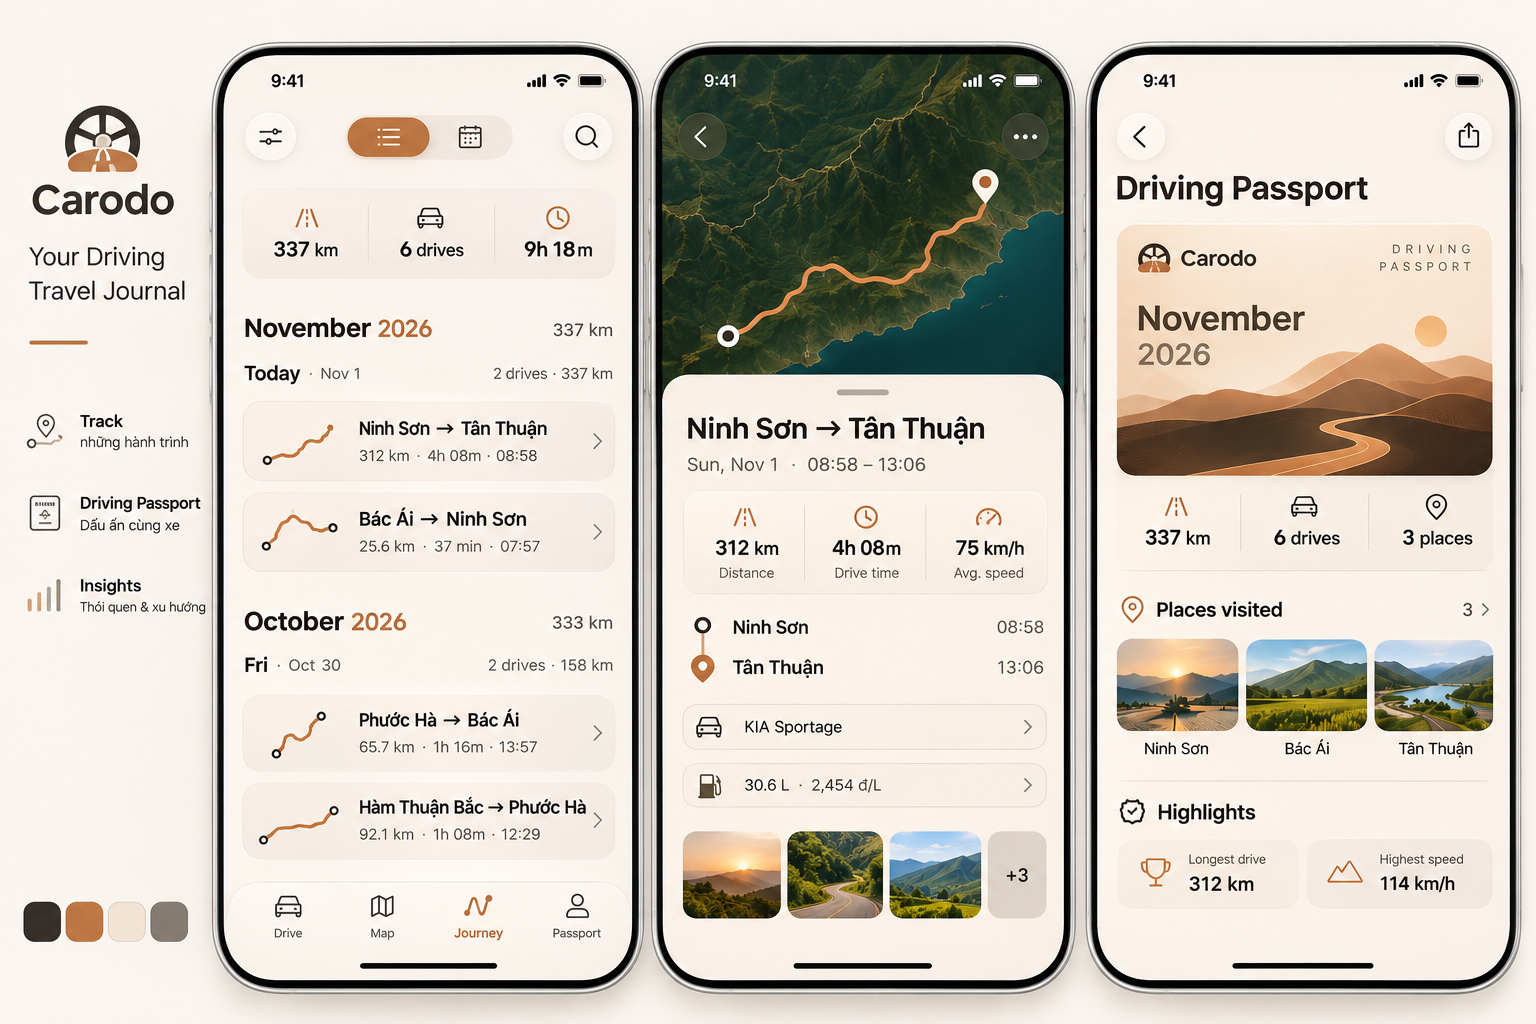 Carodo
Your Driving
Travel Journal
Track
những hành trình
Driving Passport
Dấu ấn cùng xe
Insights
Thói quen & xu hướng
9:41
337 km
6 drives
9h 18m
November 2026
337 km
Today · Nov 1
2 drives · 337 km
Ninh Sơn → Tân Thuận
312 km · 4h 08m · 08:58
Bác Ái → Ninh Sơn
25.6 km · 37 min · 07:57
October 2026
333 km
Fri · Oct 30
2 drives · 158 km
Phước Hà → Bác Ái
65.7 km · 1h 16m · 13:57
Hàm Thuận Bắc → Phước Hà
92.1 km · 1h 08m · 12:29
Drive
Map
Journey
Passport
9:41
Ninh Sơn → Tân Thuận
Sun, Nov 1 · 08:58 – 13:06
312 km
Distance
4h 08m
Drive time
75 km/h
Avg. speed
Ninh Sơn
08:58
Tân Thuận
13:06
KIA Sportage
30.6 L · 2,454 đ/L
+3
9:41
Driving Passport
Carodo
DRIVING
PASSPORT
November
2026
337 km
6 drives
3 places
Places visited
3
Ninh Sơn
Bác Ái
Tân Thuận
Highlights
Longest drive
312 km
Highest speed
114 km/h